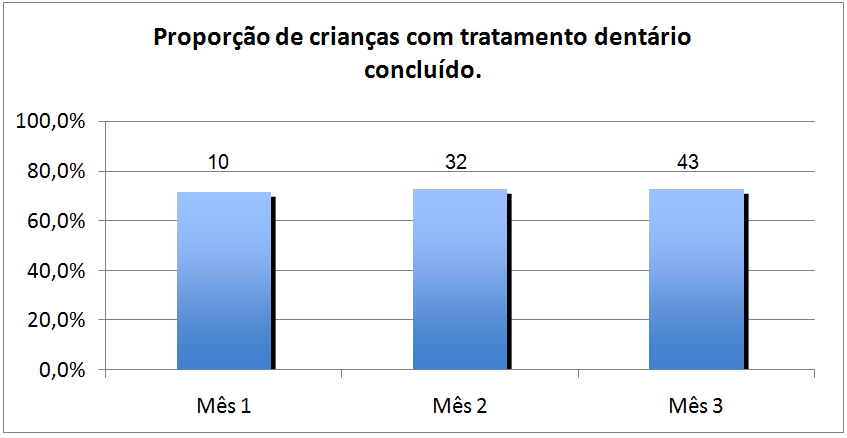 Proporção de crianças com tratamento dentário
concluído.
100,0%
80,0%
60,0%
40,0%
20,0%
0,0%
10
32
43
Mês 1
Mês 2
Mês 3